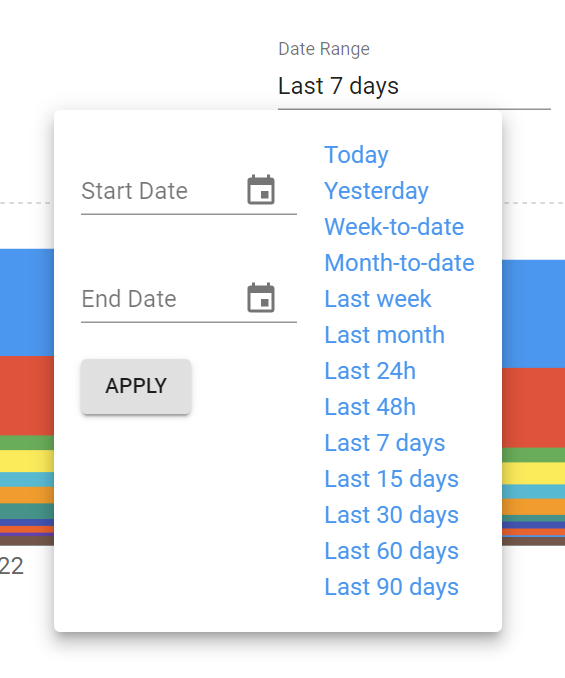 Date Range
Last 7 days
Start Date
End Date
APPLY
Today
Yesterday
Week-to-date
Month-to-date
Last week
Last month
Last 24h
Last 48h
Last 7 days
Last 15 days
Last 30 days
Last 60 days
Last 90 days
22